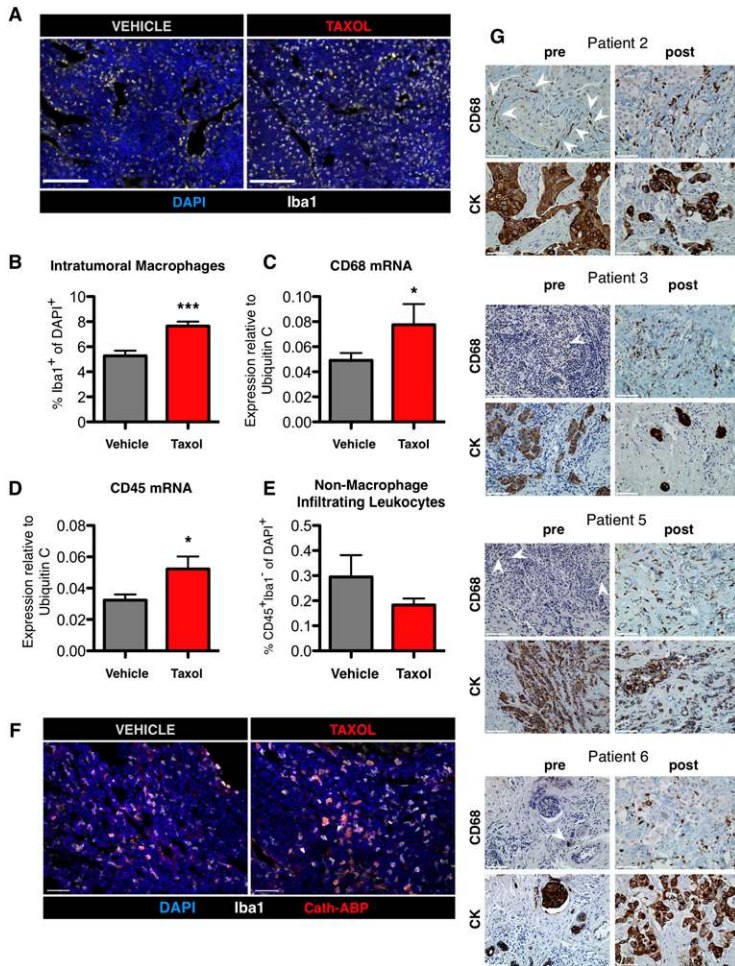 A
VEHICLE TAXOL
DAPI Iba1
B
Intratumoral Macrophages
% Iba1⁺ of DAPI⁺
10
8
6
4
2
0
***
Vehicle Taxol
C
CD68 mRNA
Expression relative to
Ubiquitin C
0.10
0.08
0.06
0.04
0.02
0.00
*
Vehicle Taxol
D
CD45 mRNA
Expression relative to
Ubiquitin C
0.08
0.06
0.04
0.02
0.00
*
Vehicle Taxol
E
Non-Macrophage
Infiltrating Leukocytes
% CD45⁺Iba1⁻ of DAPI⁺
0.5
0.4
0.3
0.2
0.1
0.0
Vehicle Taxol
F
VEHICLE TAXOL
DAPI Iba1 Cath-ABP
G
Patient 2
pre post
CD68
CK
Patient 3
pre post
CD68
CK
Patient 5
pre post
CD68
CK
Patient 6
pre post
CD68
CK